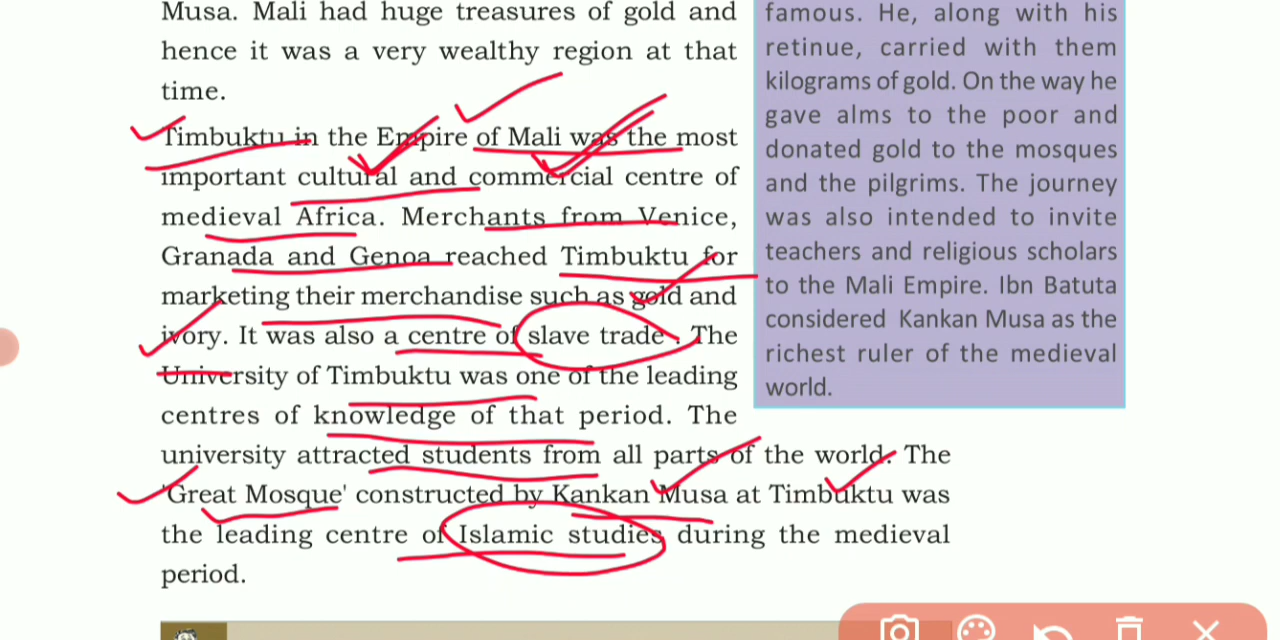 Musa. Mali had huge treasures of gold and
hence it was a very wealthy region at that
time.
Timbuktu in the Empire of Mali was the most
important cultural and commercial centre of
medieval Africa. Merchants from Venice,
Granada and Genoa reached Timbuktu for
marketing their merchandise such as gold and
ivory. It was also a centre of slave trade . The
University of Timbuktu was one of the leading
centres of knowledge of that period. The
university attracted students from all parts of the world. The
'Great Mosque' constructed by Kankan Musa at Timbuktu was
the leading centre of Islamic studies during the medieval
period.
famous. He, along with his
retinue, carried with them
kilograms of gold. On the way he
gave alms to the poor and
donated gold to the mosques
and the pilgrims. The journey
was also intended to invite
teachers and religious scholars
to the Mali Empire. Ibn Batuta
considered Kankan Musa as the
richest ruler of the medieval
world.